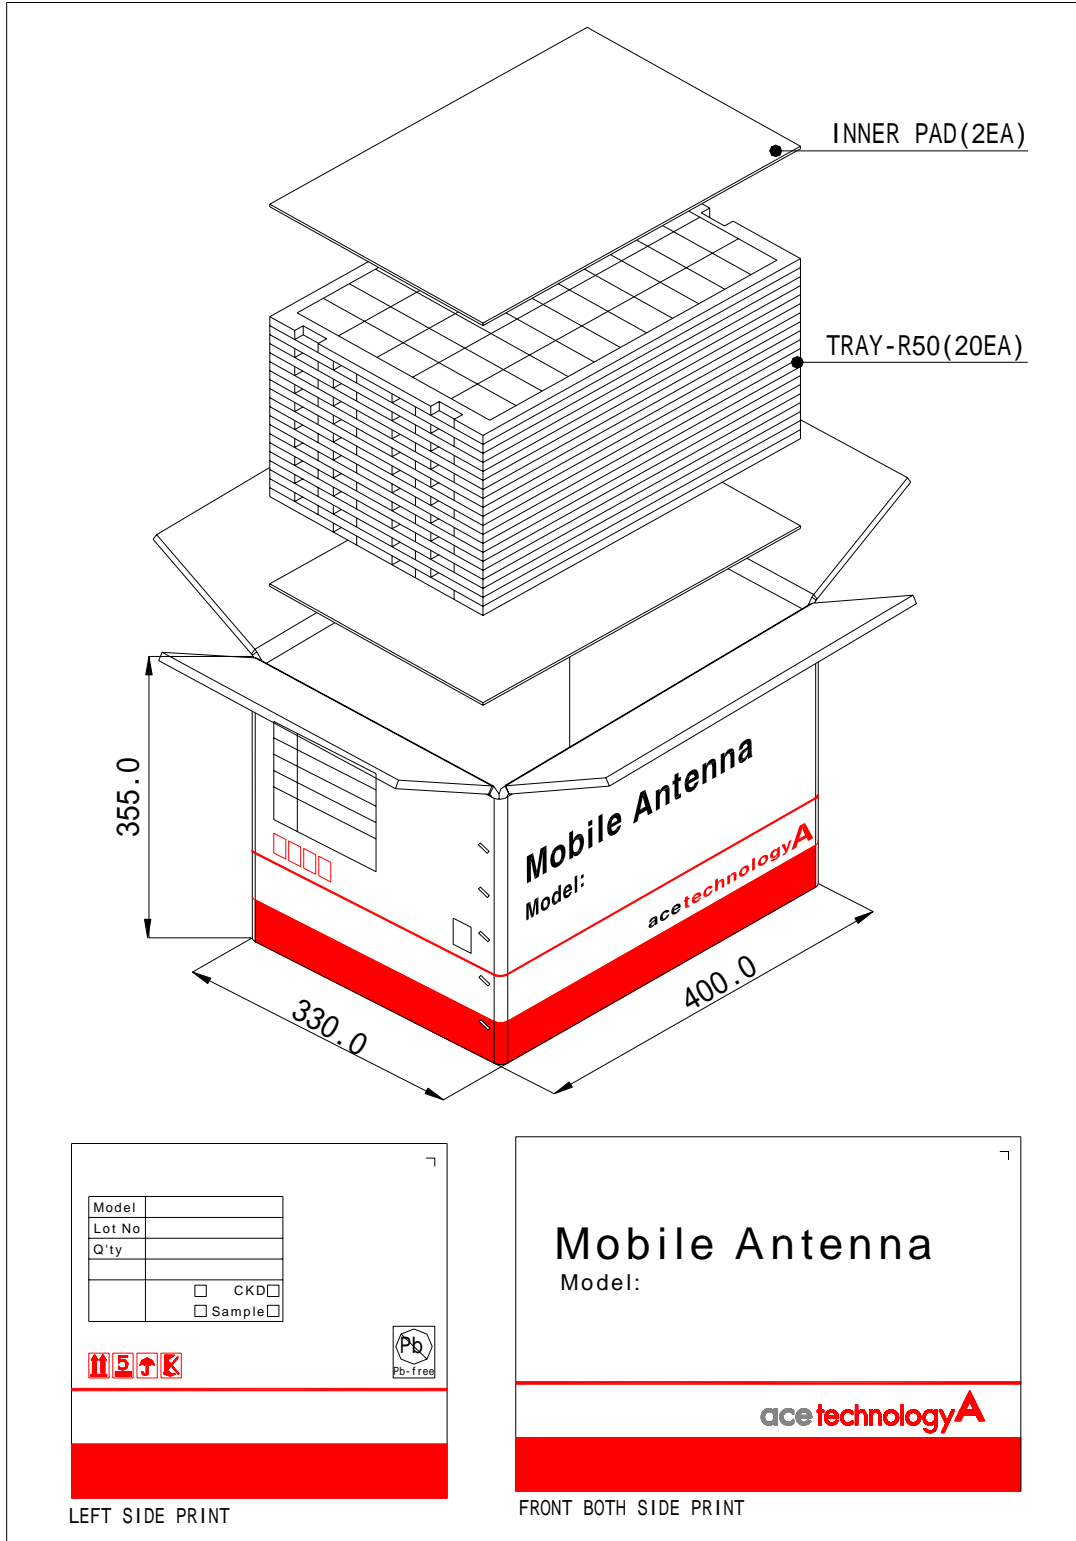 INNER PAD(2EA)
TRAY-R50(20EA)
355.0
Mobile Antenna
Model:
acetechnologyA
330.0
400.0
Model
Lot No
Q'ty
CKD
Sample
5
Pb
Pb-free
LEFT SIDE PRINT
Mobile Antenna
Model:
acetechnologyA
FRONT BOTH SIDE PRINT